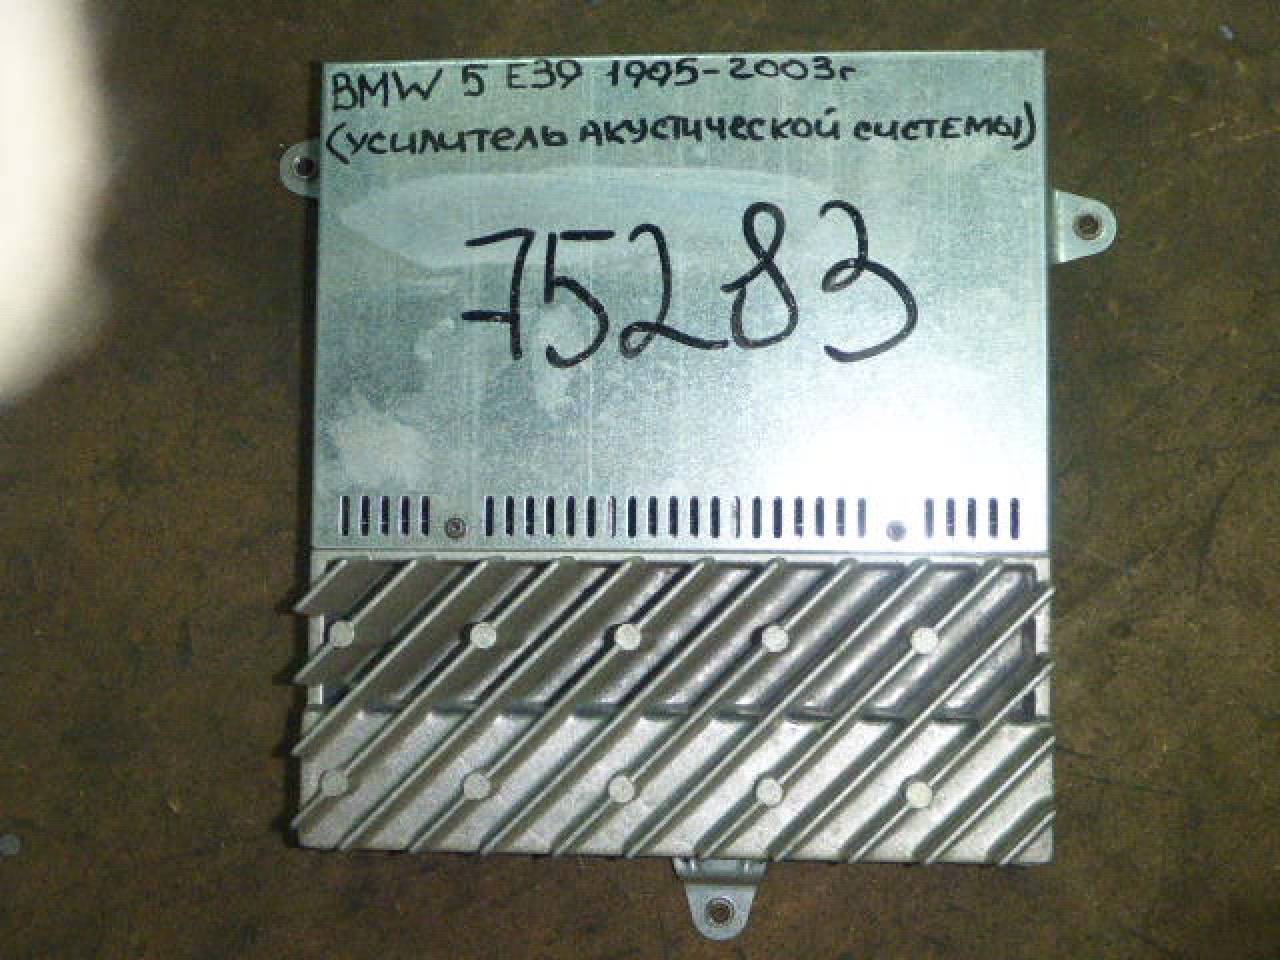 BMW 5 E39 1995-2003г
(усилитель акустической системы)
75283